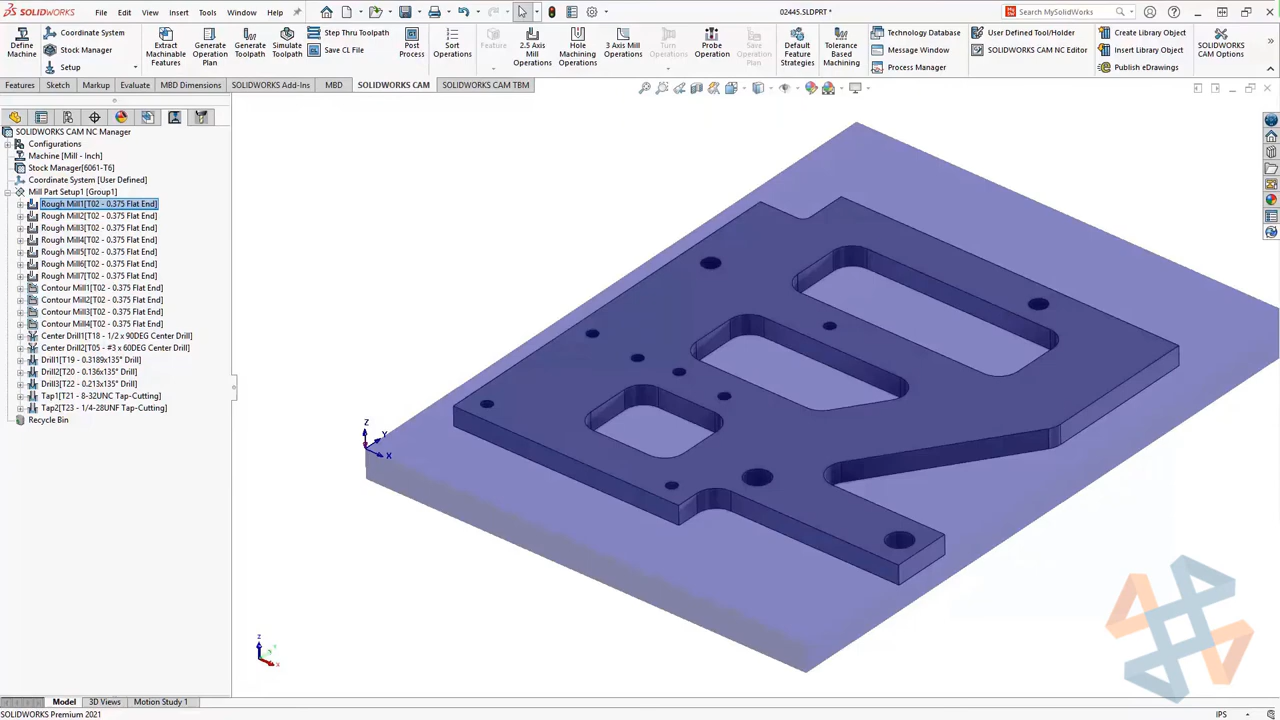 SOLIDWORKS File Edit View Insert Tools Window Help 02445.SLDPRT * Search MySolidWorks
Define Machine
Coordinate System
Stock Manager
Setup
Extract Machinable Features
Generate Operation Plan
Generate Toolpath
Simulate Toolpath
Step Thru Toolpath
Save CL File
Post Process
Sort Operations
Feature
2.5 Axis Mill Operations
Hole Machining Operations
3 Axis Mill Operations
Turn Operations
Probe Operation
Save Operation Plan
Default Feature Strategies
Tolerance Based Machining
Technology Database
Message Window
Process Manager
User Defined Tool/Holder
SOLIDWORKS CAM NC Editor
Create Library Object
Insert Library Object
Publish eDrawings
SOLIDWORKS CAM Options
Features Sketch Markup Evaluate MBD Dimensions SOLIDWORKS Add-Ins MBD SOLIDWORKS CAM SOLIDWORKS CAM TBM
SOLIDWORKS CAM NC Manager
Configurations
Machine [Mill - Inch]
Stock Manager[6061-T6]
Coordinate System [User Defined]
Mill Part Setup1 [Group1]
Rough Mill1[T02 - 0.375 Flat End]
Rough Mill2[T02 - 0.375 Flat End]
Rough Mill3[T02 - 0.375 Flat End]
Rough Mill4[T02 - 0.375 Flat End]
Rough Mill5[T02 - 0.375 Flat End]
Rough Mill6[T02 - 0.375 Flat End]
Rough Mill7[T02 - 0.375 Flat End]
Contour Mill1[T02 - 0.375 Flat End]
Contour Mill2[T02 - 0.375 Flat End]
Contour Mill3[T02 - 0.375 Flat End]
Contour Mill4[T02 - 0.375 Flat End]
Center Drill1[T18 - 1/2 x 90DEG Center Drill]
Center Drill2[T05 - #3 x 60DEG Center Drill]
Drill1[T19 - 0.3189x135° Drill]
Drill2[T20 - 0.136x135° Drill]
Drill3[T22 - 0.213x135° Drill]
Tap1[T21 - 8-32UNC Tap-Cutting]
Tap2[T23 - 1/4-28UNF Tap-Cutting]
Recycle Bin
Z
Y
X
z
x
Model 3D Views Motion Study 1
SOLIDWORKS Premium 2021 IPS